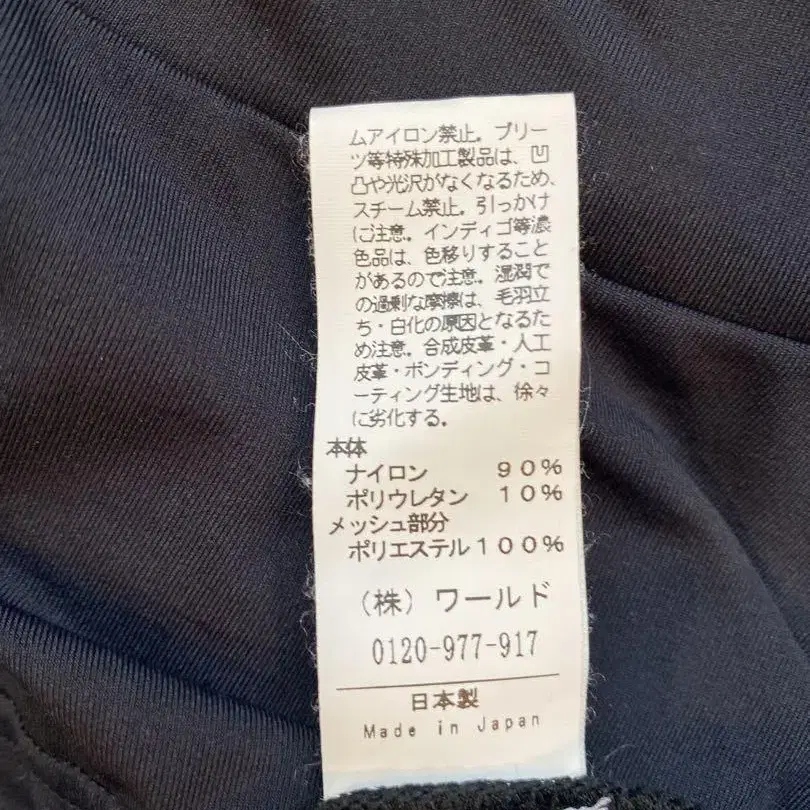 ムアイロン禁止。プリー
ツ等特殊加工製品は、凹
凸や光沢がなくなるため、
スチーム禁止。引っかけ
に注意。インディゴ等濃
色品は、色移りすること
があるので注意。湿潤で
の過剰な摩擦は、毛羽立
ち・白化の原因となるた
め注意。合成皮革・人工
皮革・ボンディング・コ
ーティング生地は、徐々
に劣化する。
本体
ナイロン 90%
ポリウレタン 10%
メッシュ部分
ポリエステル100%
（株）ワールド
0120-977-917
日本製
Made in Japan